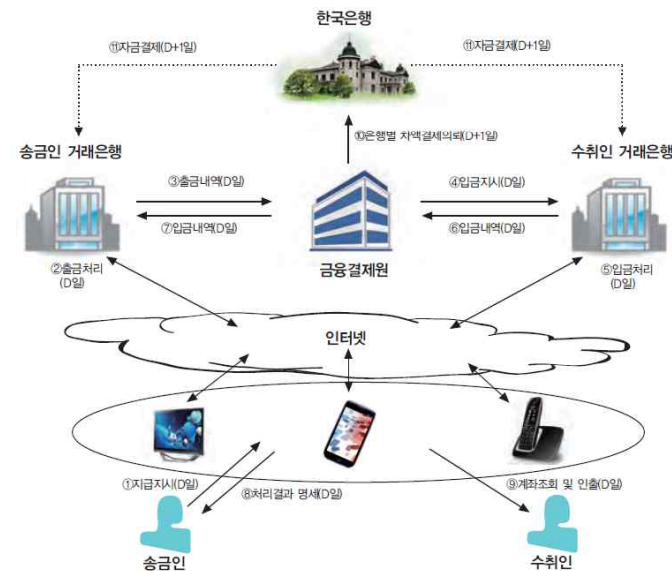 한국은행
⑪자금결제(D+1일)
⑪자금결제(D+1일)
⑩은행별 차액결제의뢰(D+1일)
송금인 거래은행
수취인 거래은행
③출금내역(D일)
④입금지시(D일)
⑦입금내역(D일)
⑥입금내역(D일)
②출금처리
(D일)
금융결제원
⑤입금처리
(D일)
인터넷
①지급지시(D일)
⑧처리결과 명세(D일)
⑨계좌조회 및 인출(D일)
송금인
수취인